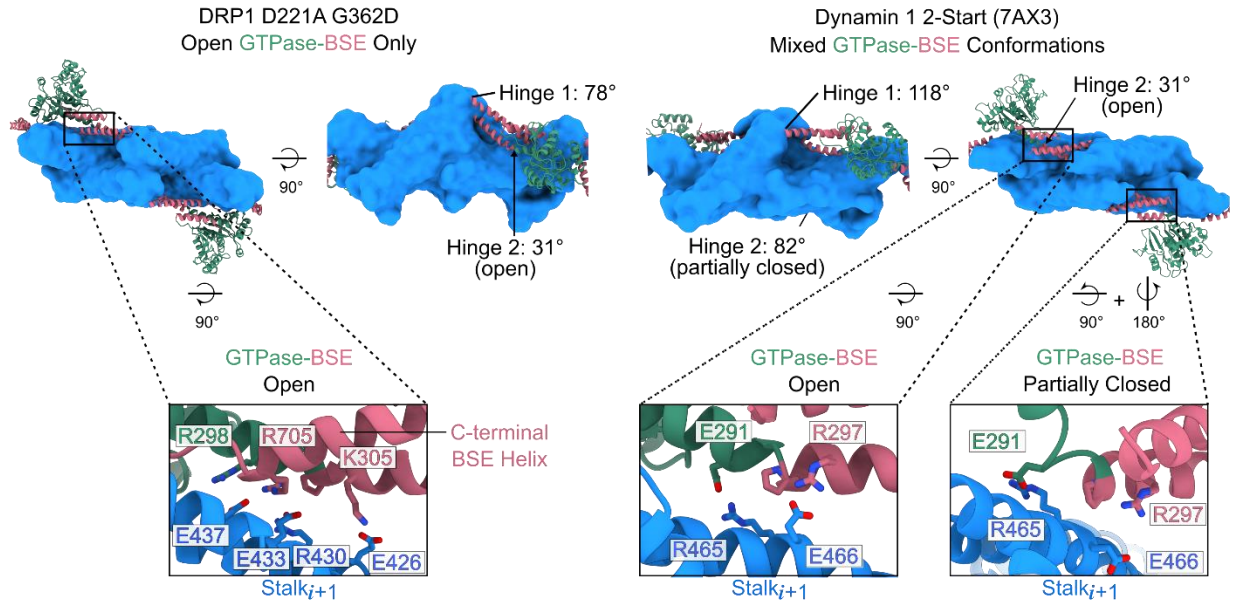 DRP1 D221A G362D
Open GTPase-BSE Only
Hinge 1: 78°
90°
Hinge 2: 31°
(open)
90°
GTPase-BSE
Open
R298
R705
K305
C-terminal
BSE Helix
E437
E433
R430
E426
Stalki+1
Dynamin 1 2-Start (7AX3)
Mixed GTPase-BSE Conformations
Hinge 1: 118°
Hinge 2: 31°
(open)
90°
Hinge 2: 82°
(partially closed)
90°
90°
+
180°
GTPase-BSE
Open
E291
R297
R465
E466
Stalki+1
GTPase-BSE
Partially Closed
E291
R297
R465
E466
Stalki+1